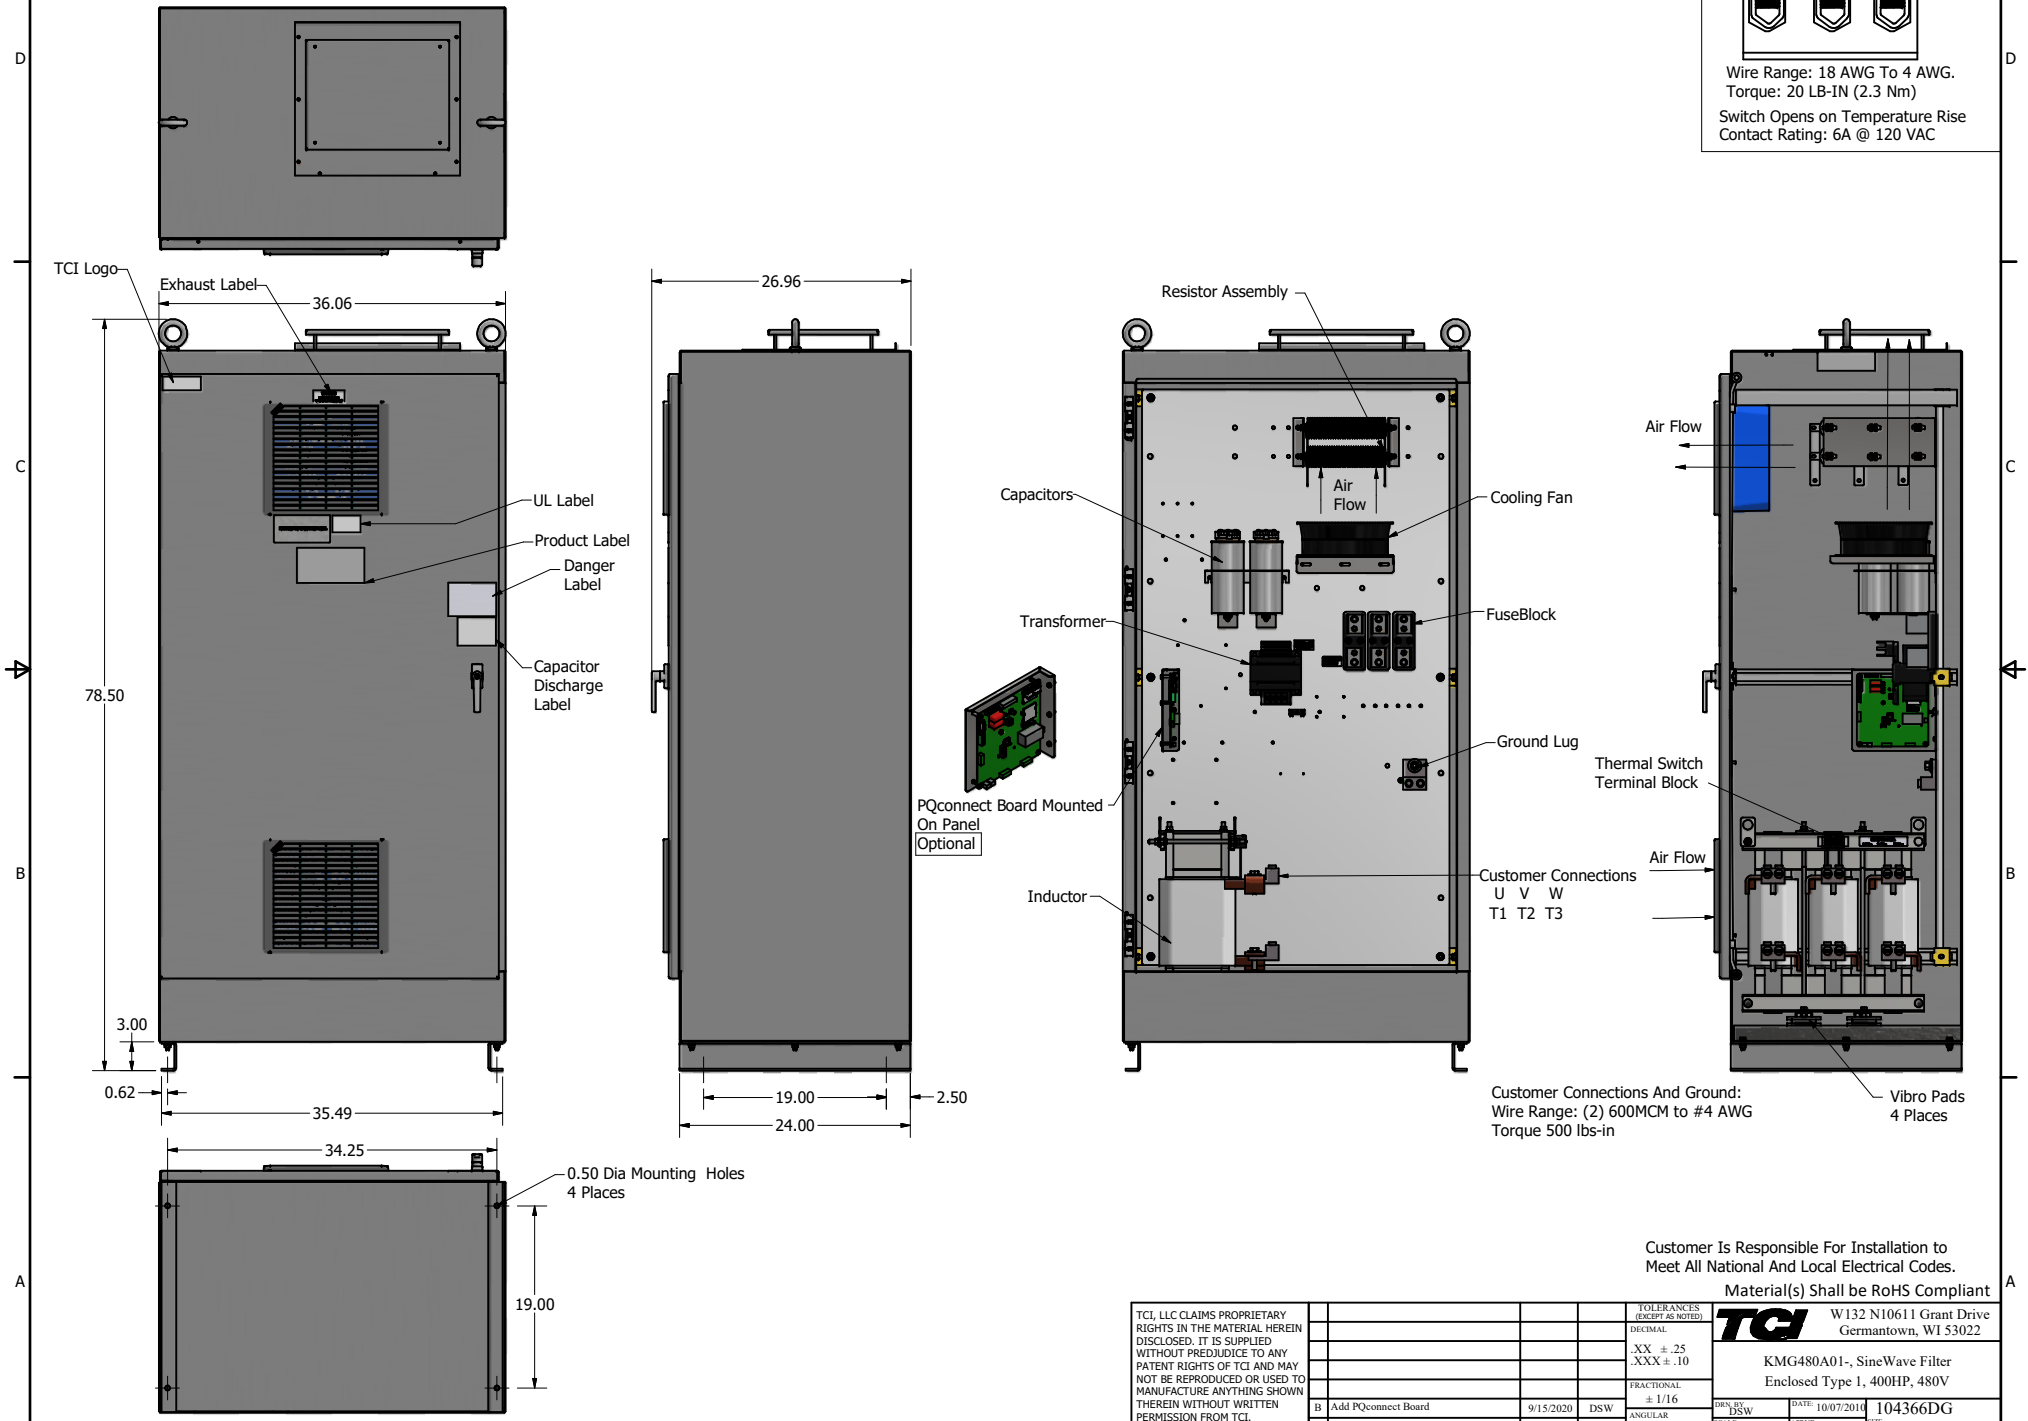 D
D
Wire Range: 18 AWG To 4 AWG.
Torque: 20 LB-IN (2.3 Nm)
Switch Opens on Temperature Rise
Contact Rating: 6A @ 120 VAC
TCI Logo
Exhaust Label
36.06
26.96
Resistor Assembly
Air Flow
C
C
UL Label
Capacitors
Air
Flow
Cooling Fan
Product Label
Danger
Label
Transformer
FuseBlock
Capacitor
Discharge
Label
78.50
Ground Lug
Thermal Switch
Terminal Block
PQconnect Board Mounted
On Panel
Optional
Air Flow
B
B
Inductor
Customer Connections
U V W
T1 T2 T3
3.00
0.62
35.49
19.00
2.50
24.00
Customer Connections And Ground:
Wire Range: (2) 600MCM to #4 AWG
Torque 500 lbs-in
Vibro Pads
4 Places
34.25
0.50 Dia Mounting Holes
4 Places
19.00
A
A
Customer Is Responsible For Installation to
Meet All National And Local Electrical Codes.
Material(s) Shall be RoHS Compliant
TCI, LLC CLAIMS PROPRIETARY
RIGHTS IN THE MATERIAL HEREIN
DISCLOSED. IT IS SUPPLIED
WITHOUT PREDJUDICE TO ANY
PATENT RIGHTS OF TCI AND MAY
NOT BE REPRODUCED OR USED TO
MANUFACTURE ANYTHING SHOWN
THEREIN WITHOUT WRITTEN
PERMISSION FROM TCI.
B Add PQconnect Board 9/15/2020 DSW
TOLERANCES
(EXCEPT AS NOTED)
DECIMAL
.XX ± .25
.XXX ± .10
FRACTIONAL
± 1/16
ANGULAR
TCI
W132 N10611 Grant Drive
Germantown, WI 53022
KMG480A01-, SineWave Filter
Enclosed Type 1, 400HP, 480V
DRN. BY
DSW
DATE: 10/07/2010
104366DG